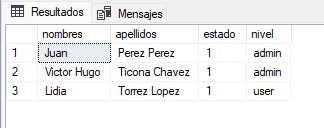 Resultados Mensajes
nombres apellidos estado nivel
1 Juan Perez Perez 1 admin
2 Victor Hugo Ticona Chavez 1 admin
3 Lidia Torrez Lopez 1 user